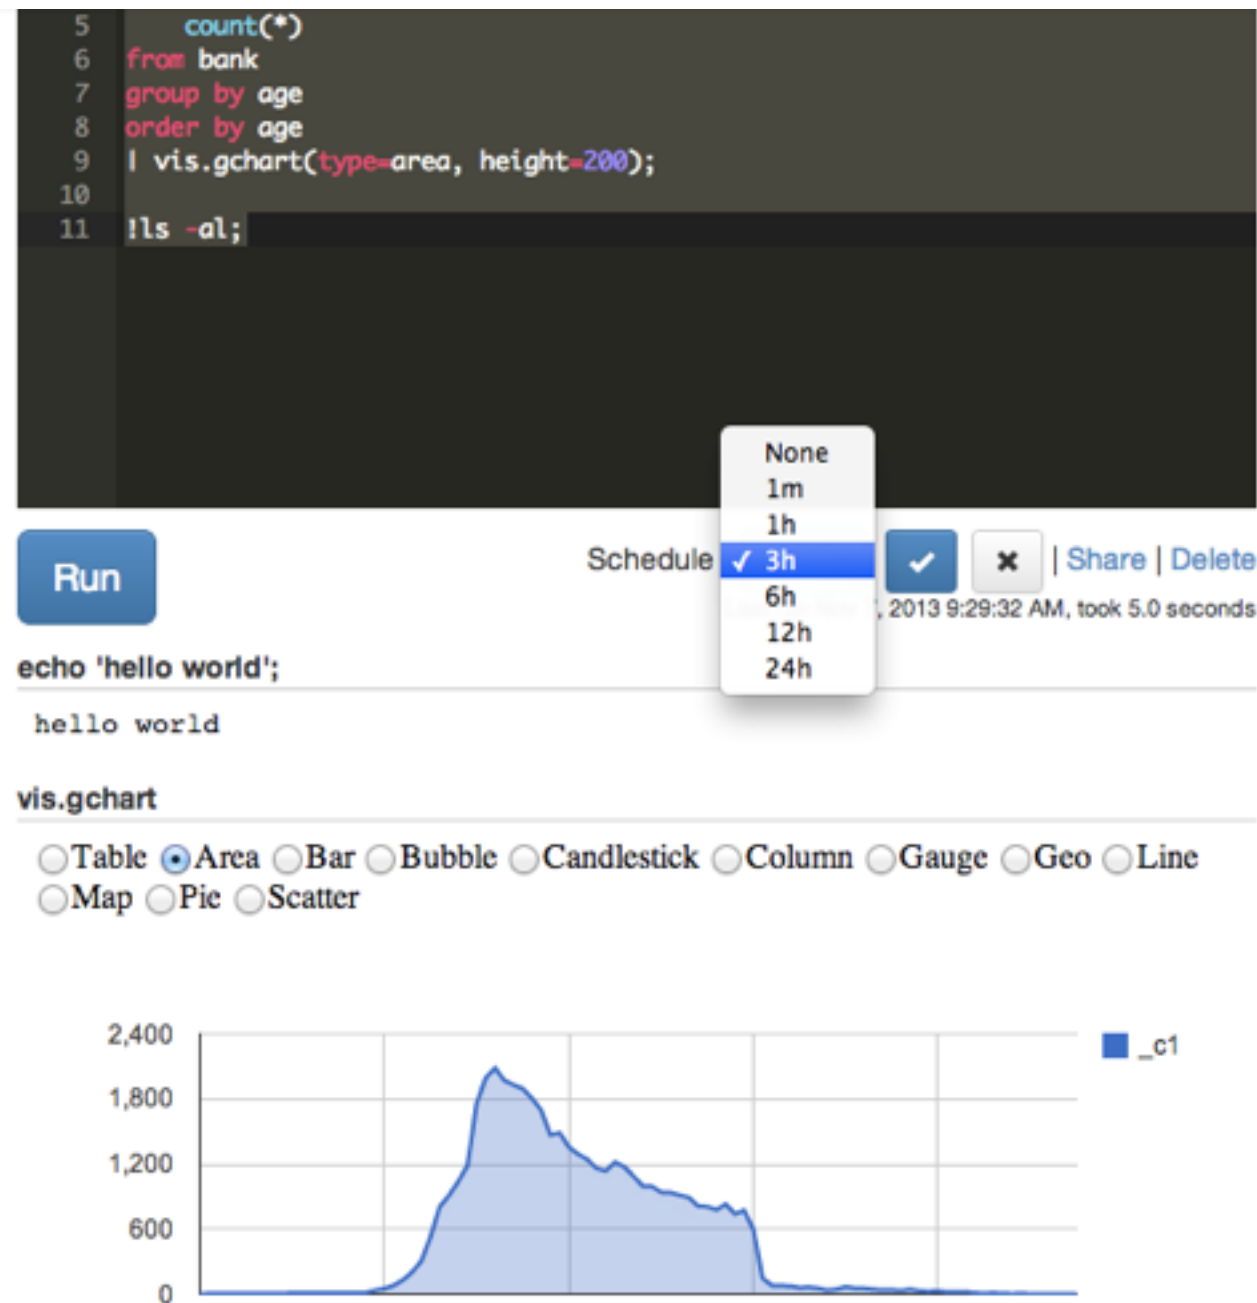 5 count(*)
6 from bank
7 group by age
8 order by age
9 | vis.gchart(type=area, height=200);
10
11 !ls -al;
None
1m
1h
Run
Schedule ✓ 3h | Share | Delete
6h
, 2013 9:29:32 AM, took 5.0 seconds
12h
24h
echo 'hello world';
hello world
vis.gchart
Table Area Bar Bubble Candlestick Column Gauge Geo Line
Map Pie Scatter
2,400
_c1
1,800
1,200
600
0